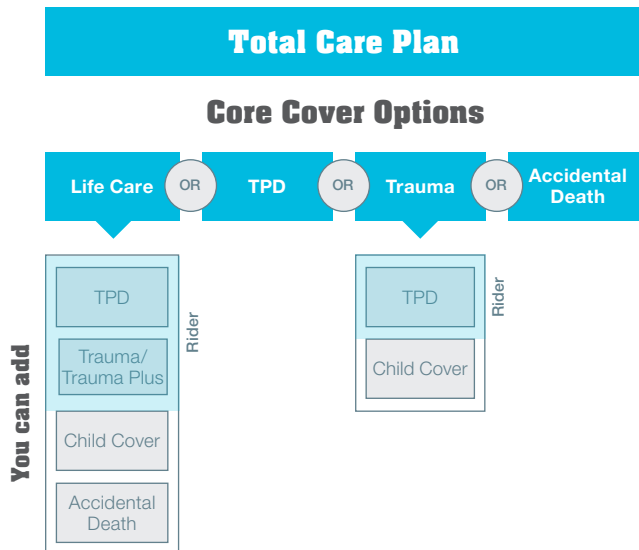 Total Care Plan
Core Cover Options
Life Care
OR
TPD
OR
Trauma
OR
Accidental
Death
You can add
TPD
Trauma/
Trauma Plus
Rider
Child Cover
Accidental
Death
TPD
Rider
Child Cover